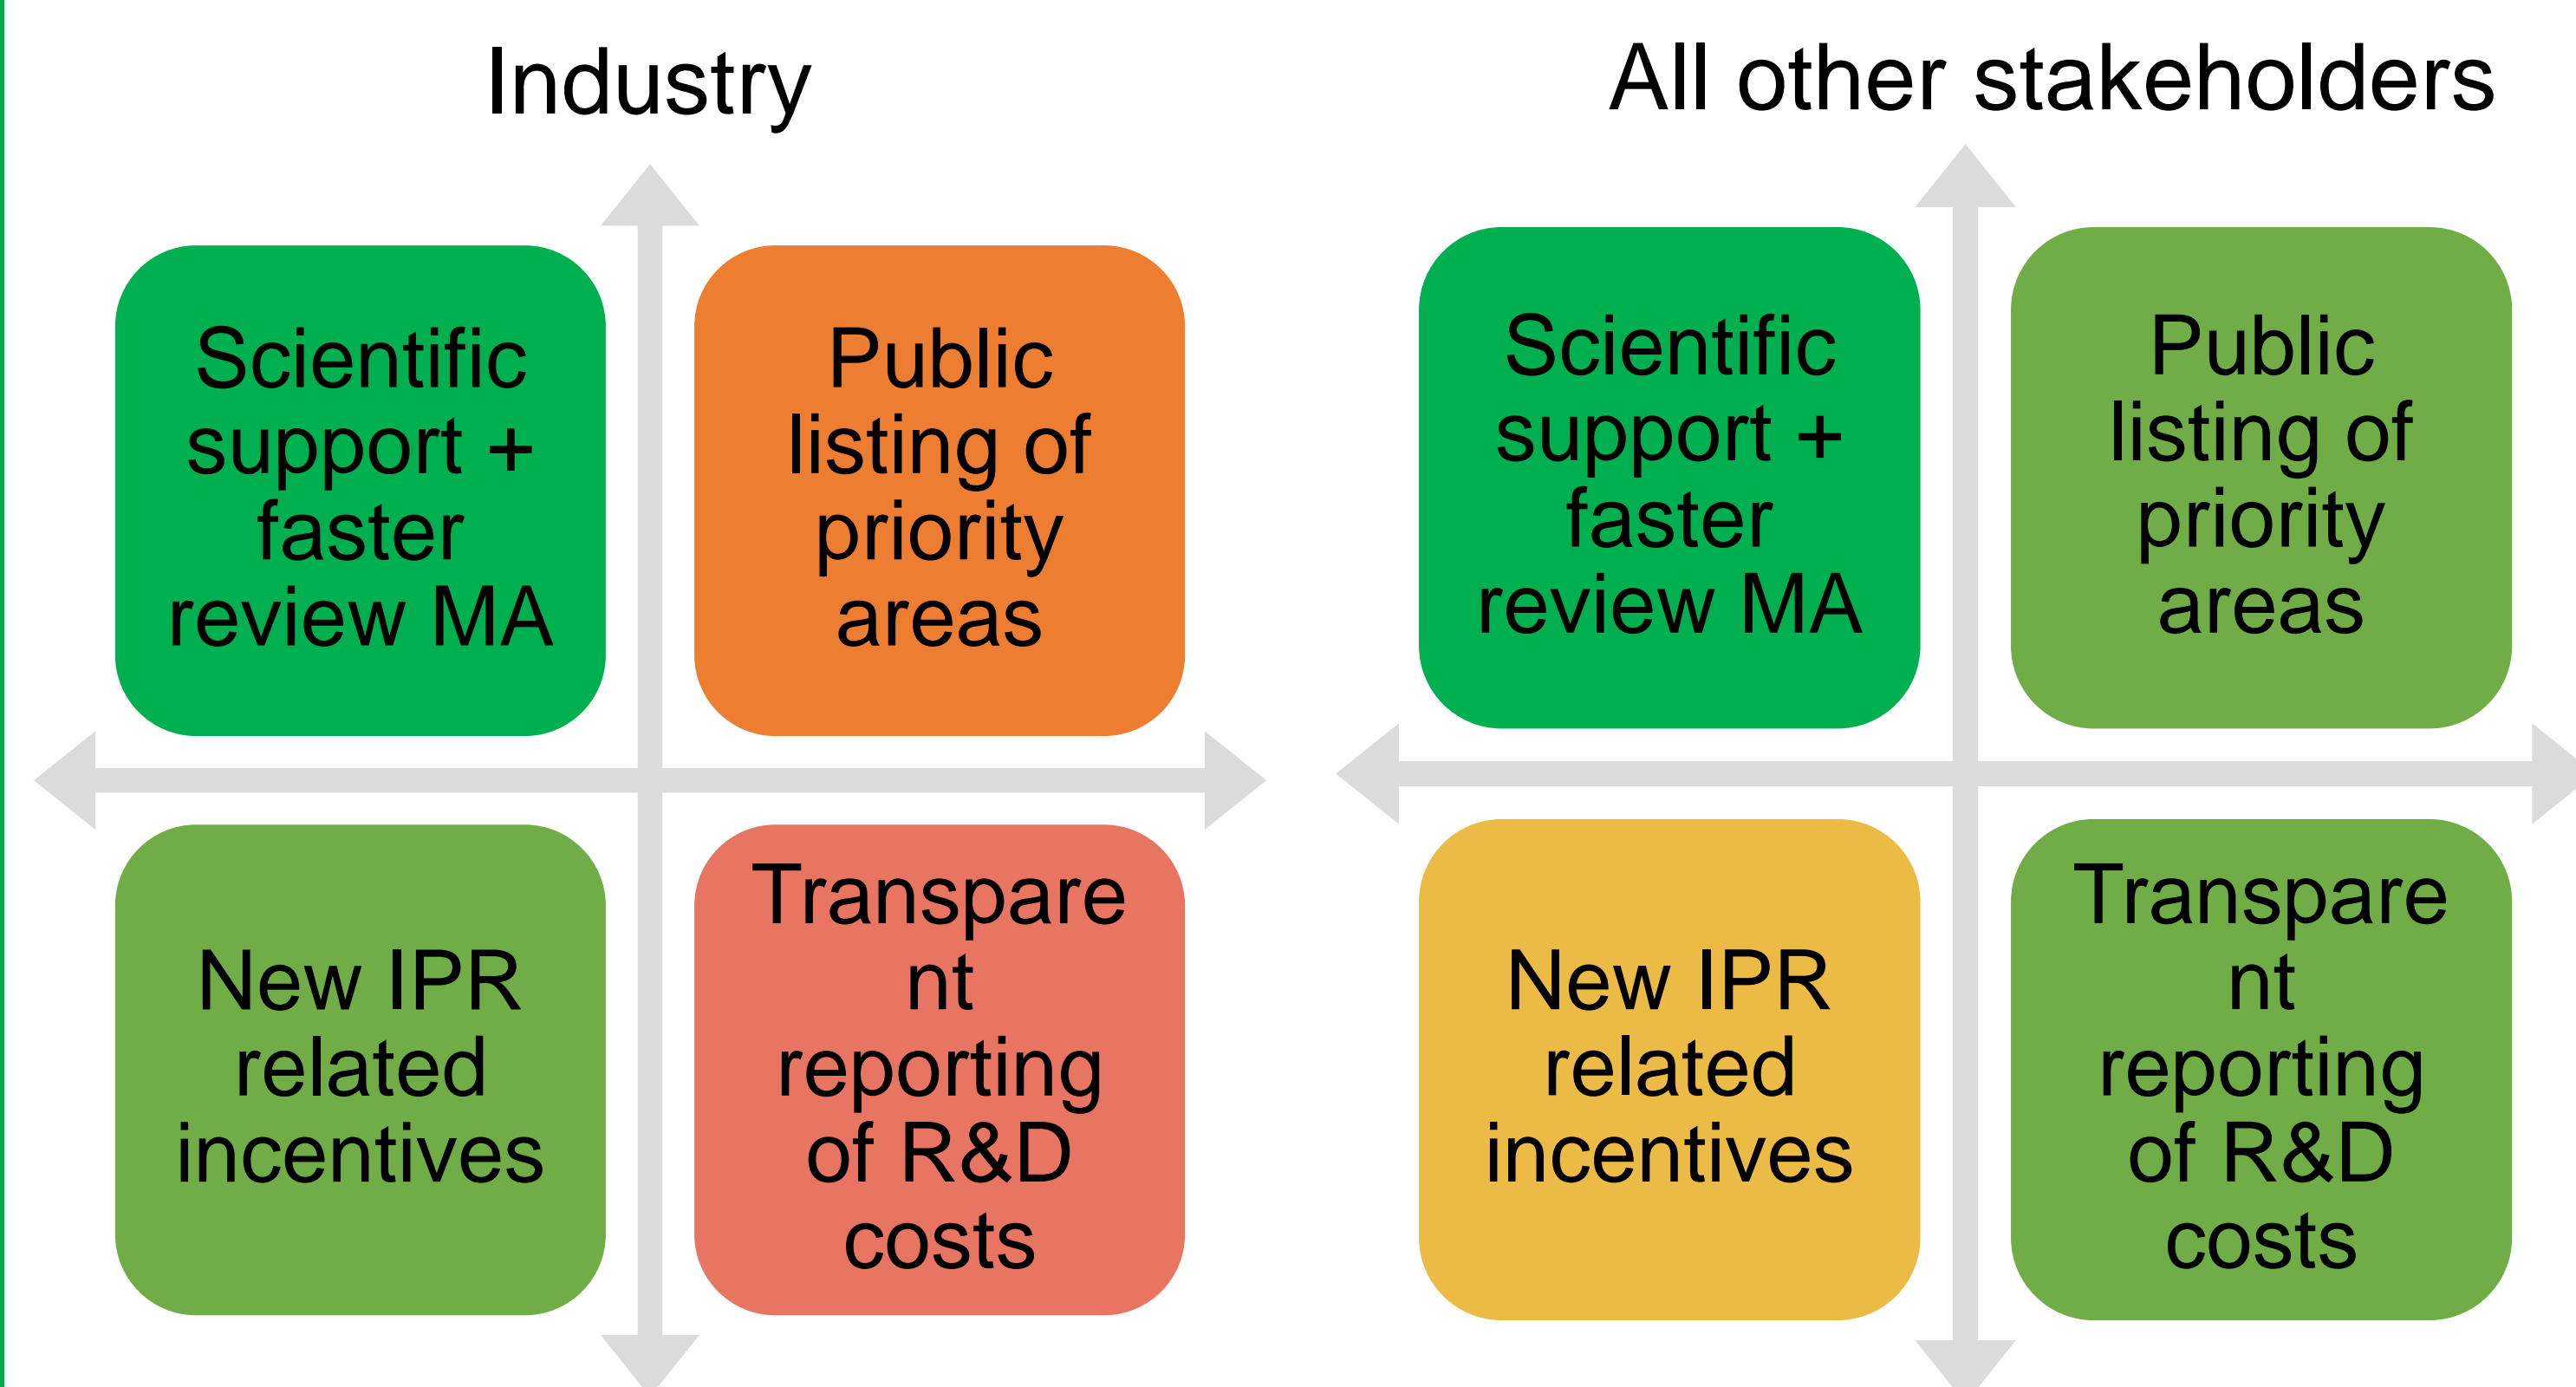 Industry
Scientific
support +
faster
review MA
Public
listing of
priority
areas
New IPR
related
incentives
Transpare
nt
reporting
of R&D
costs
All other stakeholders
Scientific
support +
faster
review MA
Public
listing of
priority
areas
New IPR
related
incentives
Transpare
nt
reporting
of R&D
costs